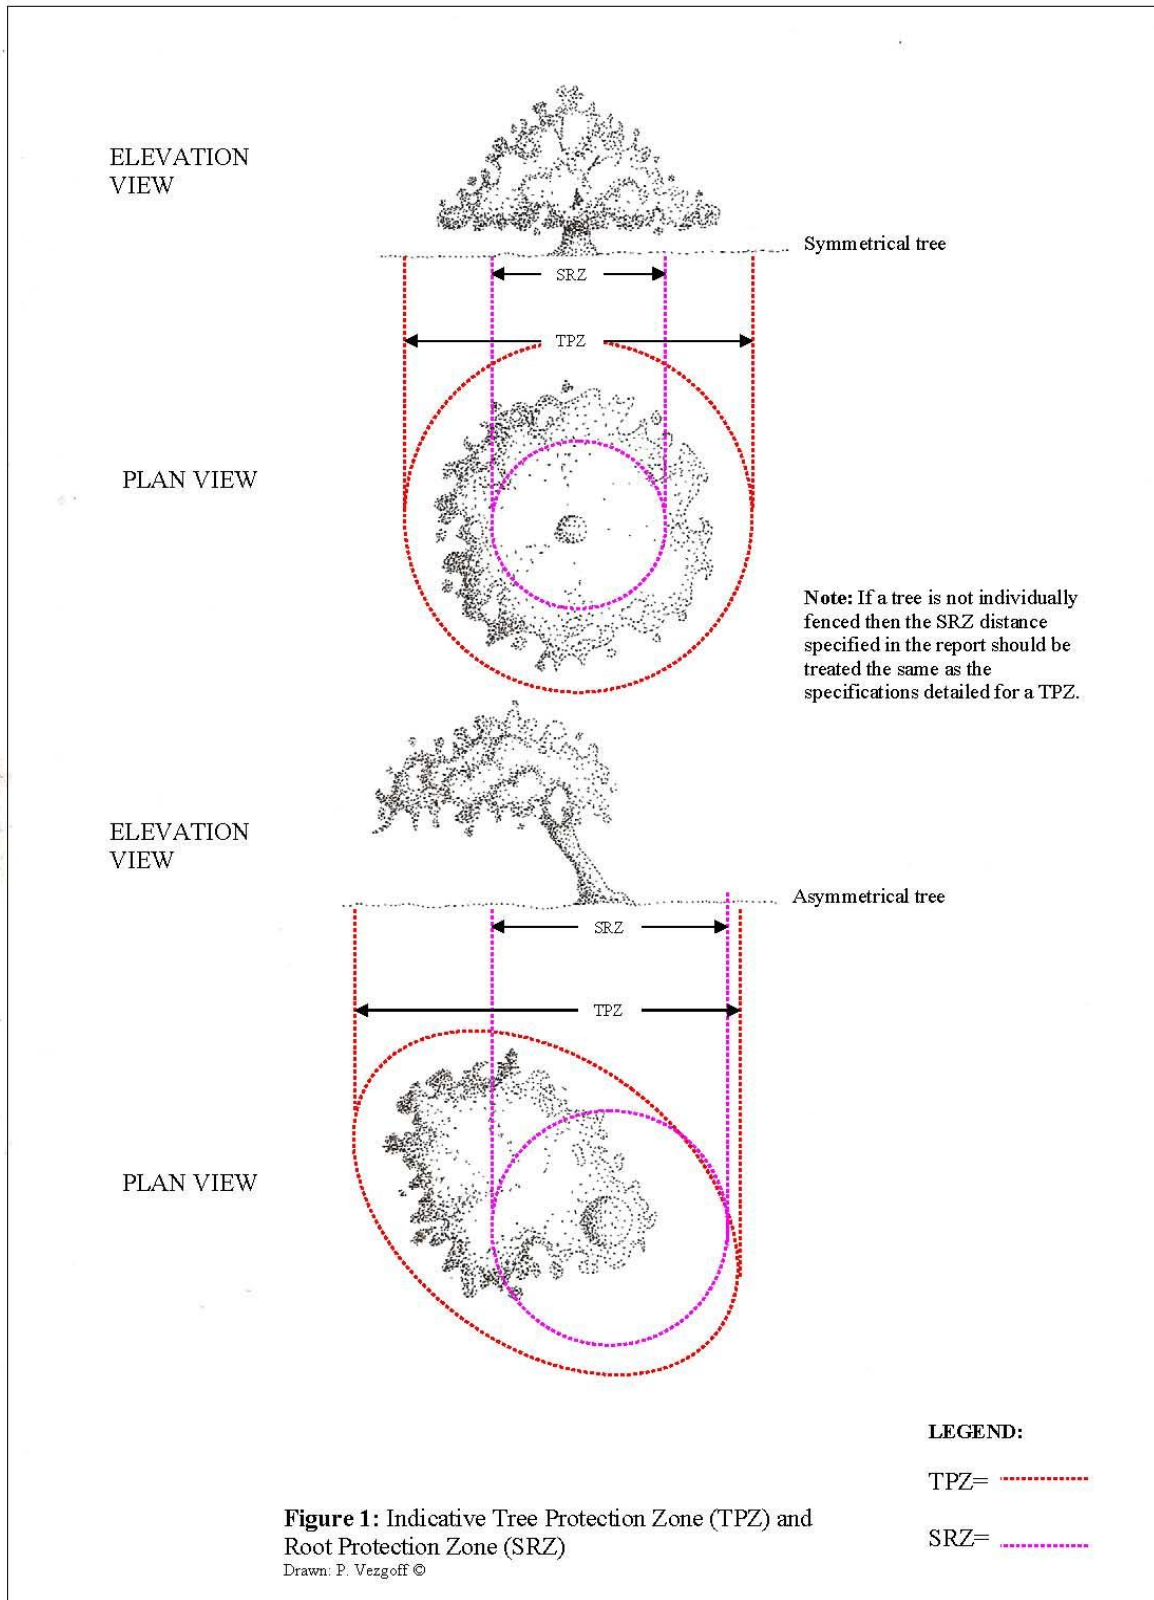 ELEVATION
VIEW
Symmetrical tree
SRZ
TPZ
PLAN VIEW
Note: If a tree is not individually
fenced then the SRZ distance
specified in the report should be
treated the same as the
specifications detailed for a TPZ.
ELEVATION
VIEW
Asymmetrical tree
SRZ
TPZ
PLAN VIEW
LEGEND:
TPZ=
SRZ=
Figure 1: Indicative Tree Protection Zone (TPZ) and
Root Protection Zone (SRZ)
Drawn: P. Vezgoff ©